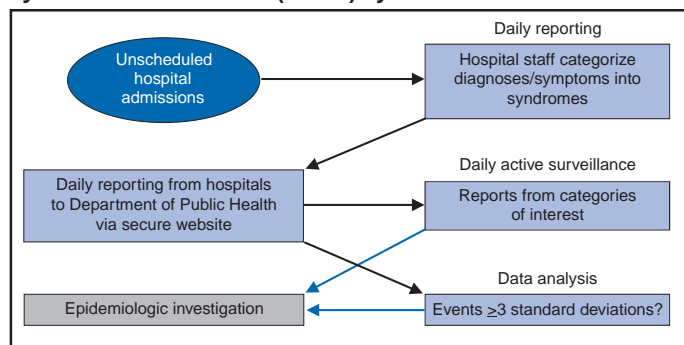 Daily reporting
Unscheduled
hospital
admissions
Hospital staff categorize
diagnoses/symptoms into
syndromes
Daily active surveillance
Daily reporting from hospitals
to Department of Public Health
via secure website
Reports from categories
of interest
Data analysis
Epidemiologic investigation
Events ≥3 standard deviations?